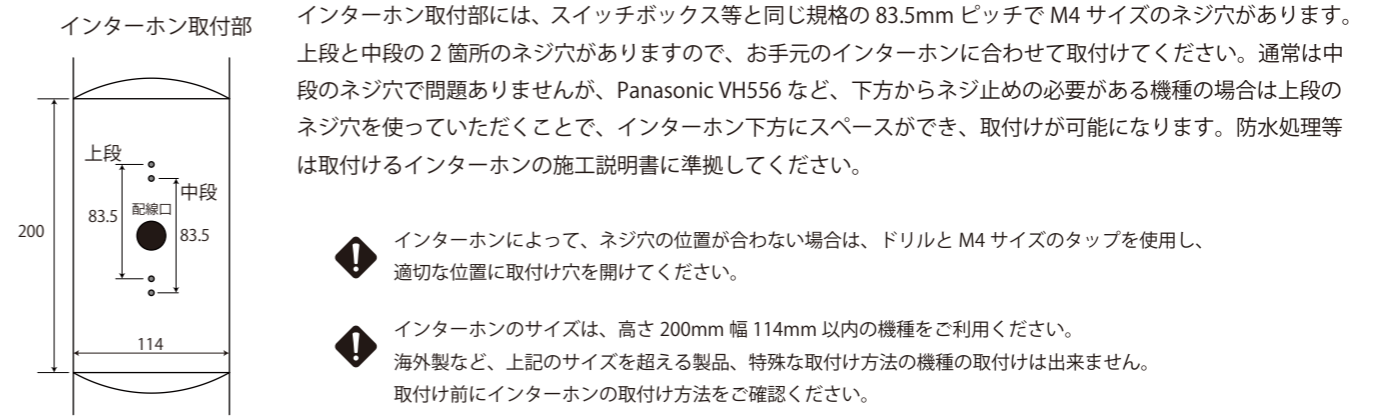 インターホン取付部
上段
中段
83.5
配線口
83.5
200
114
インターホン取付部には、スイッチボックス等と同じ規格の 83.5mm ピッチで M4 サイズのネジ穴があります。
上段と中段の 2 箇所のネジ穴がありますので、お手元のインターホンに合わせて取付けてください。通常は中
段のネジ穴で問題ありませんが、Panasonic VH556 など、下方からネジ止めの必要がある機種の場合は上段の
ネジ穴を使っていただくことで、インターホン下方にスペースができ、取付けが可能になります。防水処理等
は取付けるインターホンの施工説明書に準拠してください。
インターホンによって、ネジ穴の位置が合わない場合は、ドリルと M4 サイズのタップを使用し、
適切な位置に取付け穴を開けてください。
インターホンのサイズは、高さ 200mm 幅 114mm 以内の機種をご利用ください。
海外製など、上記のサイズを超える製品、特殊な取付け方法の機種の取付けは出来ません。
取付け前にインターホンの取付け方法をご確認ください。